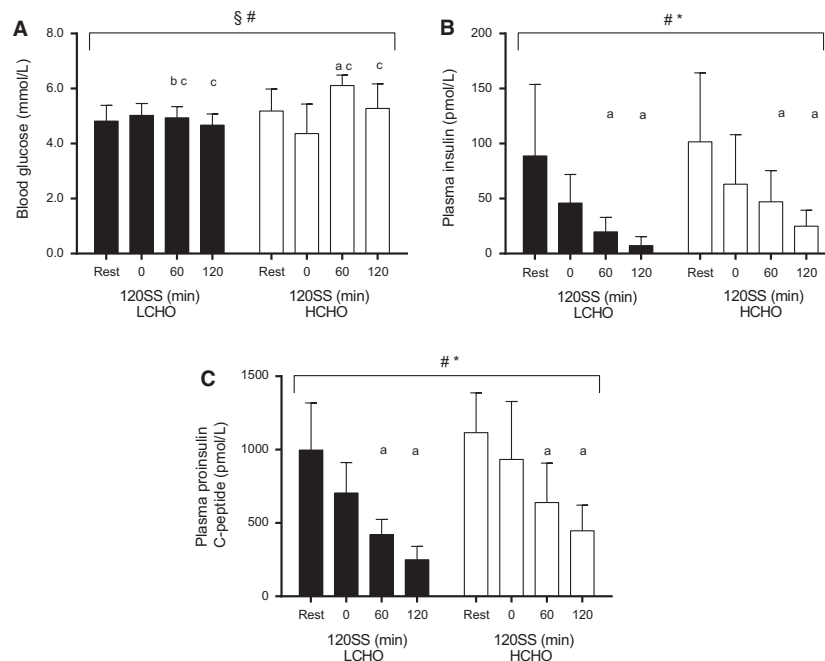 A
§ #
Blood glucose (mmol/L)
8.0
6.0
4.0
2.0
0.0
b c
c
a c
c
Rest 0 60 120 Rest 0 60 120
120SS (min) 120SS (min)
LCHO HCHO
B
# *
Plasma insulin (pmol/L)
200
150
100
50
0
a a a a
Rest 0 60 120 Rest 0 60 120
120SS (min) 120SS (min)
LCHO HCHO
C
# *
Plasma proinsulin
C-peptide (pmol/L)
1500
1000
500
0
a a a a
Rest 0 60 120 Rest 0 60 120
120SS (min) 120SS (min)
LCHO HCHO